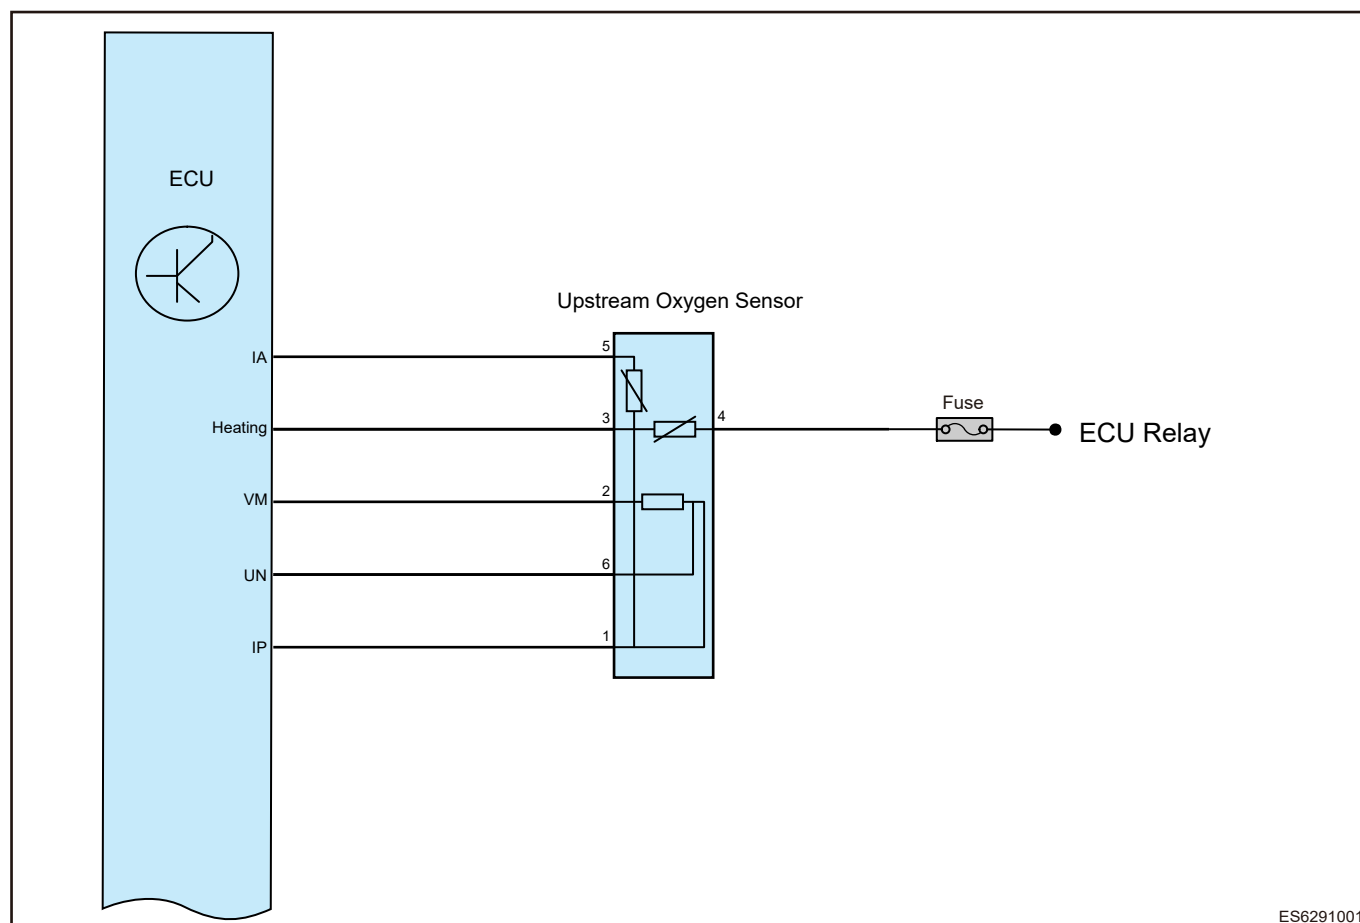 ECU
Upstream Oxygen Sensor
IA
5
Heating
3
4
Fuse
ECU Relay
VM
2
UN
6
IP
1
ES6291001